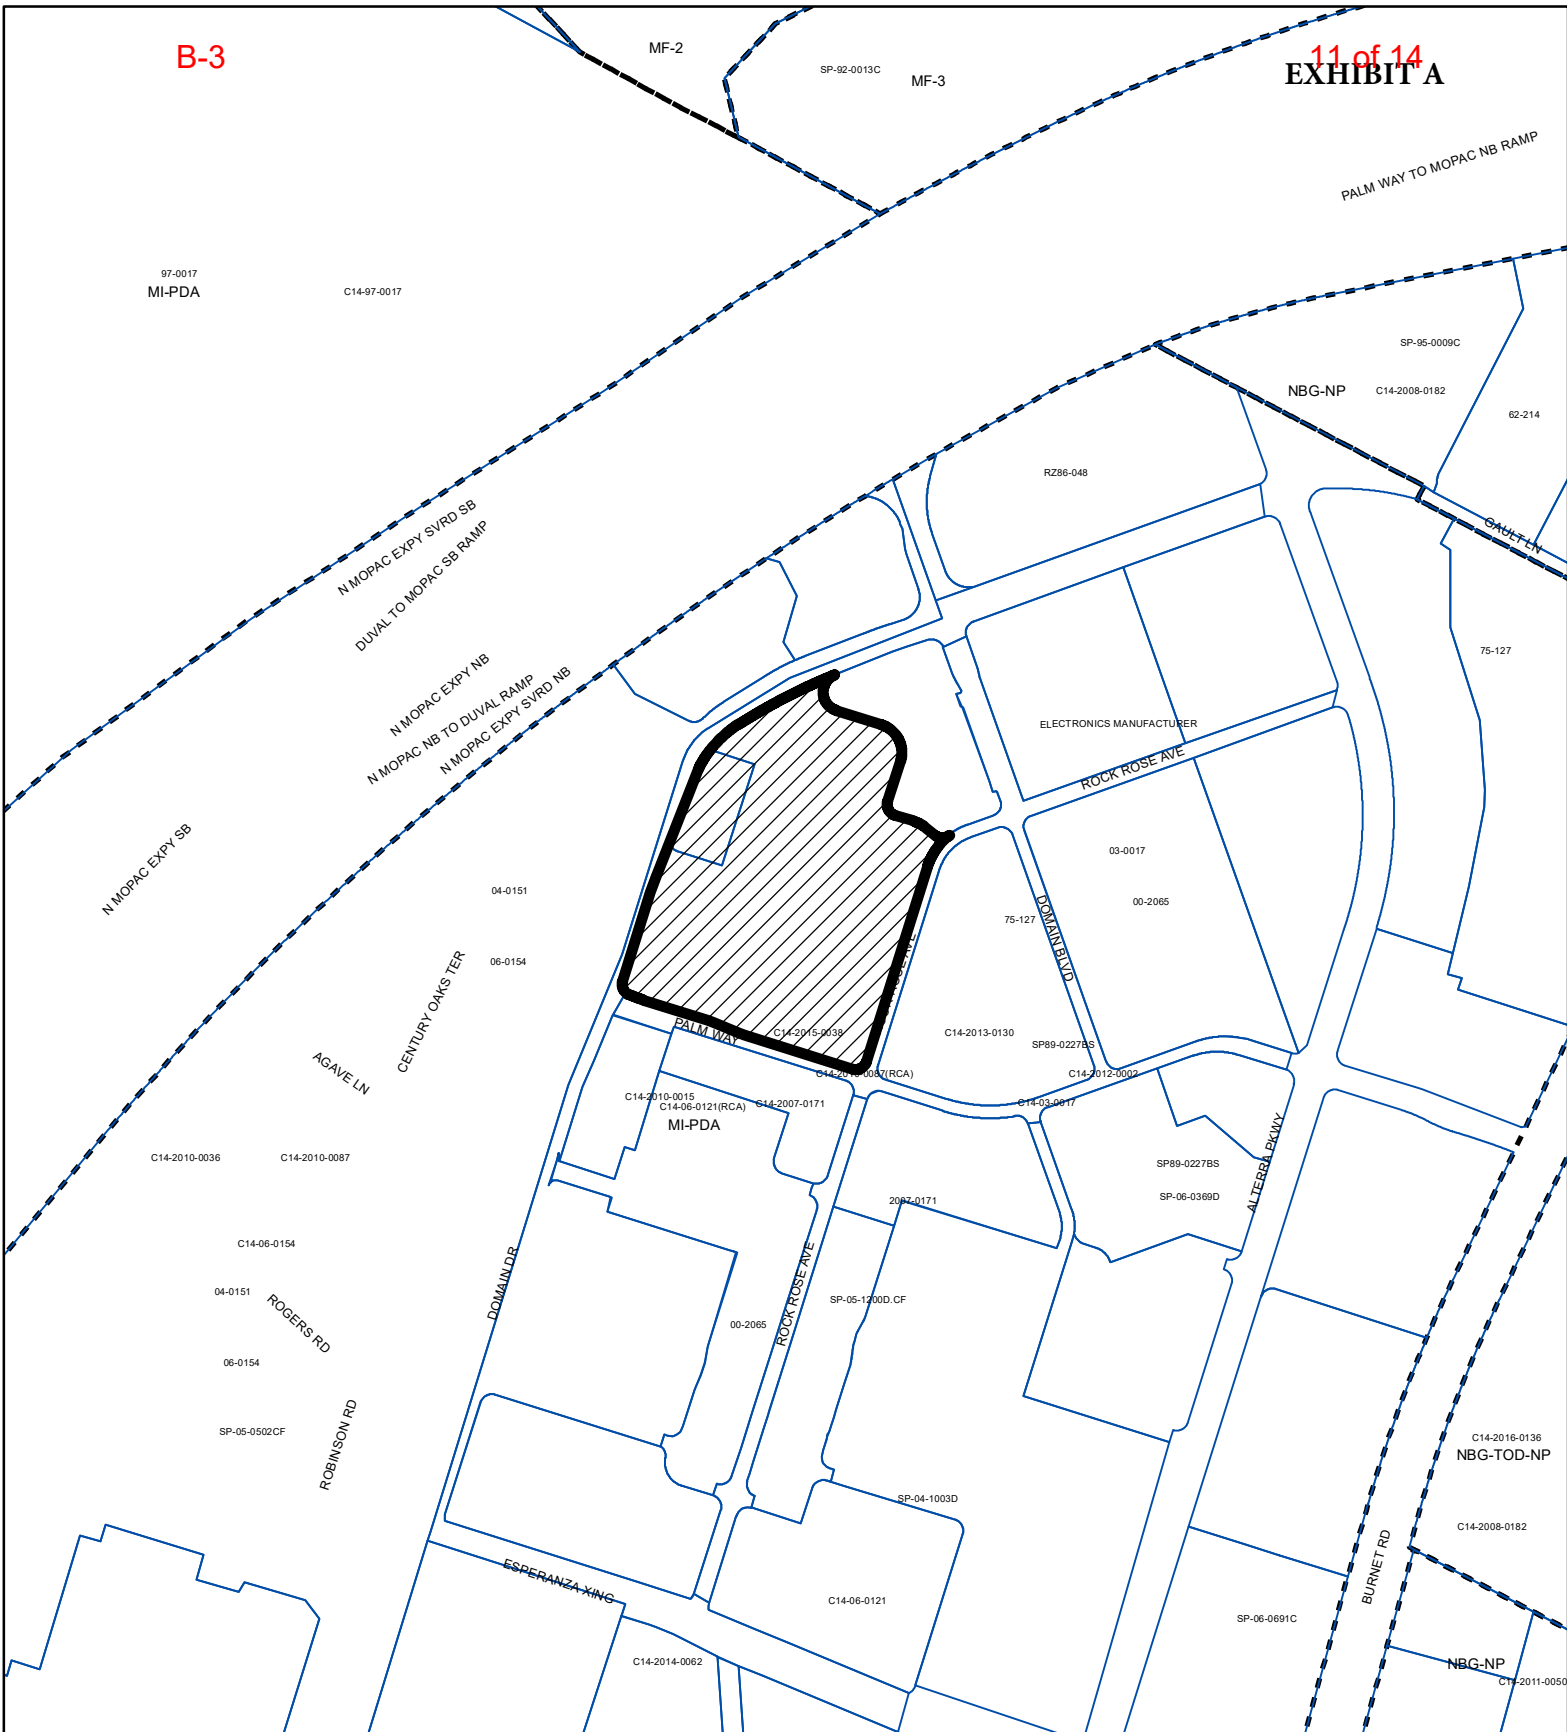 B-3
11 of 14
EXHIBIT A
MF-2
SP-92-0013C
MF-3
PALM WAY TO MOPAC NB RAMP
97-0017
MI-PDA
C14-97-0017
SP-95-0009C
NBG-NP
C14-2008-0182
62-214
RZ86-048
GAULT LN
N MOPAC EXPY SVRD SB
DUVAL TO MOPAC SB RAMP
75-127
N MOPAC EXPY NB
N MOPAC NB TO DUVAL RAMP
N MOPAC EXPY SVRD NB
ELECTRONICS MANUFACTURER
ROCK ROSE AVE
N MOPAC EXPY SB
03-0017
04-0151
00-2065
75-127
DOMAIN BLVD
06-0154
CENTURY OAKS TER
AVE
PALM WAY
C14-2015-0038
C14-2013-0130
SP89-0227BS
AGAVE LN
C14-2012-0002
C14-2010-0015
C14-06-0121(RCA)
C14-2007-0171
C14-03-0017
MI-PDA
C14-2010-0036
C14-2010-0087
SP89-0227BS
ALTERRA PKWY
SP-06-0369D
2007-0171
C14-06-0154
DOMAIN DR
ROCK ROSE AVE
04-0151
SP-05-1200D.CF
ROGERS RD
00-2065
06-0154
SP-05-0502CF
ROBINSON RD
C14-2016-0136
NBG-TOD-NP
SP-04-1003D
C14-2008-0182
BURNET RD
ESPERANZA XING
C14-06-0121
SP-06-0691C
C14-2014-0062
NBG-NP
C14-2011-0050